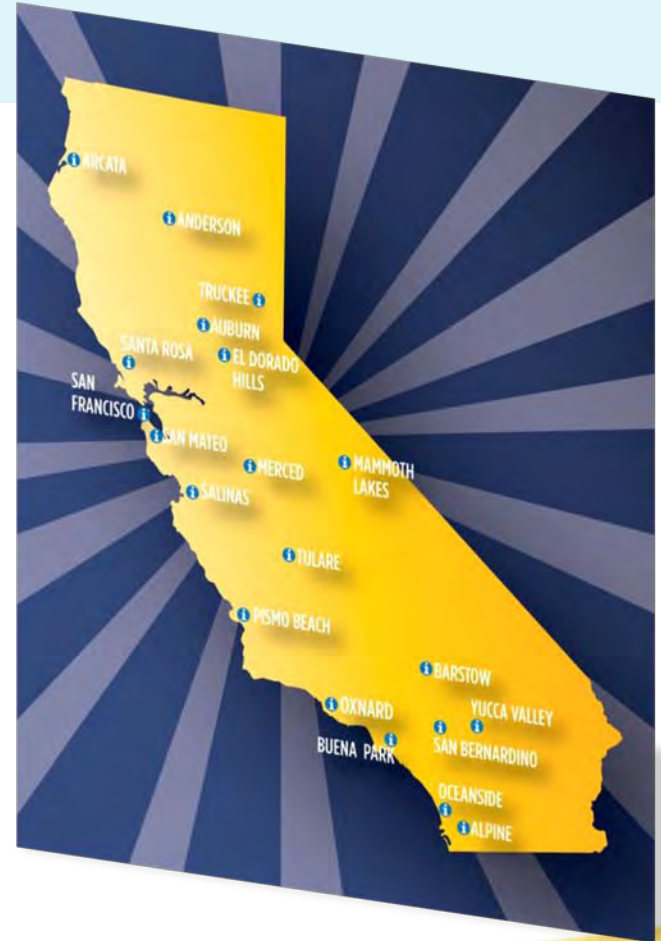 ARCATA
ANDERSON
TRUCKEE
AUBURN
SANTA ROSA
EL DORADO
HILLS
SAN
FRANCISCO
SAN MATEO
MERCED
MAMMOTH
LAKES
SALINAS
TULARE
PISMO BEACH
BARSTOW
OXNARD
YUCCA VALLEY
BUENA PARK
SAN BERNARDINO
OCEANSIDE
ALPINE